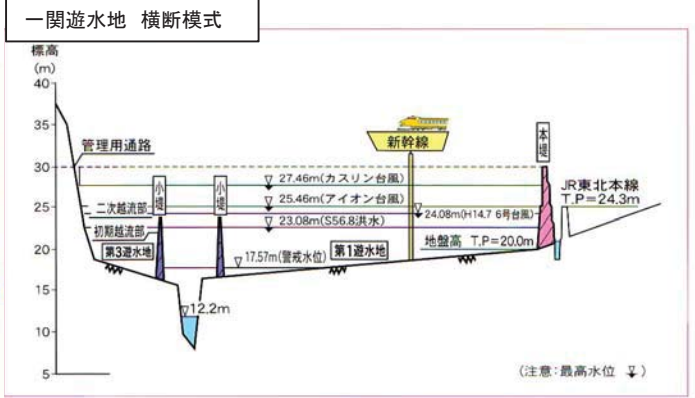 一関遊水地 横断模式
標高
(m)
40
35
30
25
20
15
10
5
管理用通路
二次越流部
初期越流部
第3遊水地
小堤
小堤
新幹線
本堤
27.46m(カスリン台風)
25.46m(アイオン台風)
24.08m(H14.7 6号台風)
23.08m(S56.8洪水)
17.57m(警戒水位)
第1遊水地
地盤高 T.P=20.0m
JR東北本線
T.P=24.3m
12.2m
(注意:最高水位 )